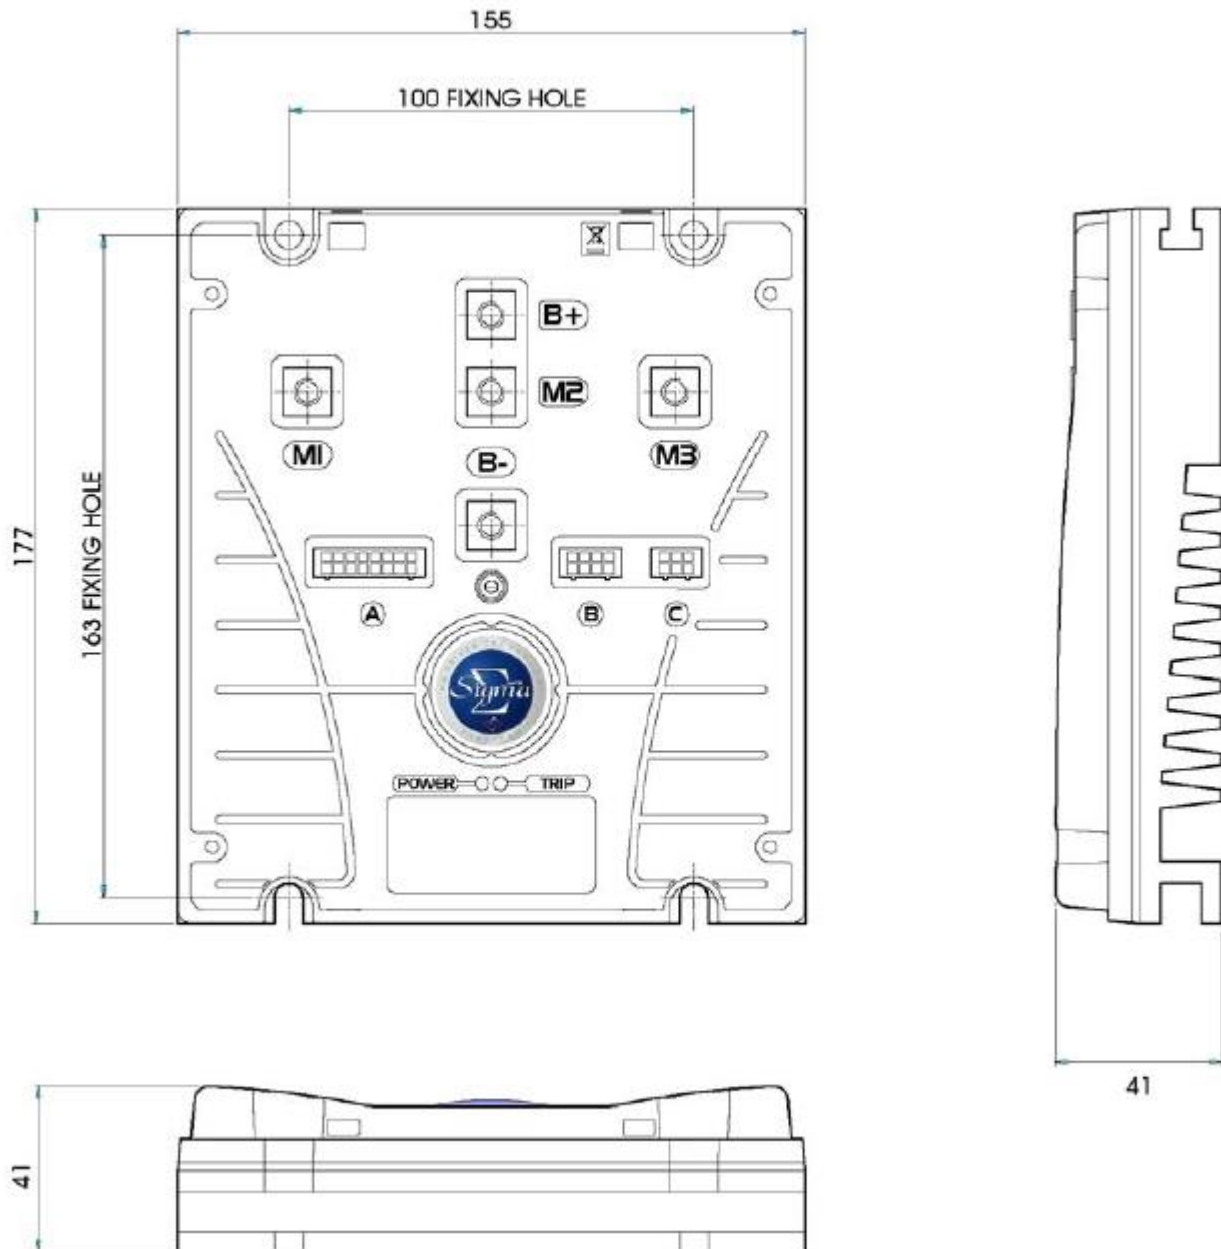 155
100 FIXING HOLE
B+
M2
M1
B-
M3
177
163 FIXING HOLE
A
B
C
Sigma
Σ
POWER
TRIP
41
41